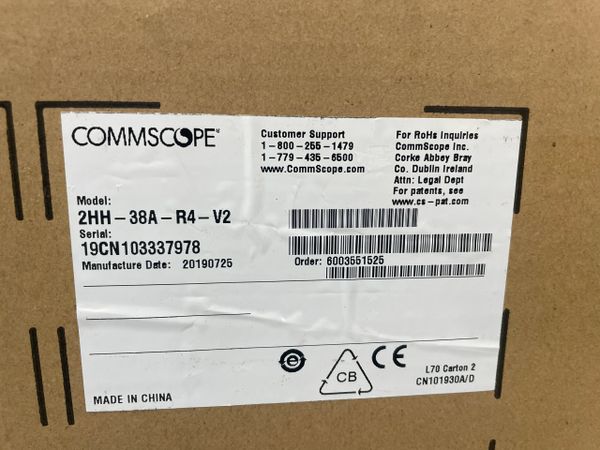 COMMSCOPE®
Customer Support
1-800-255-1479
1-779-435-6500
www.CommScope.com
For RoHs Inquiries
CommScope Inc.
Corke Abbey Bray
Co. Dublin Ireland
Attn: Legal Dept
For patents, see
www.cs-pat.com
Model:
2HH-38A-R4-V2
Serial:
19CN103337978
Manufacture Date: 20190725
Order: 6003551525
e
CB
CE
L70 Carton 2
CN101930A/D
MADE IN CHINA